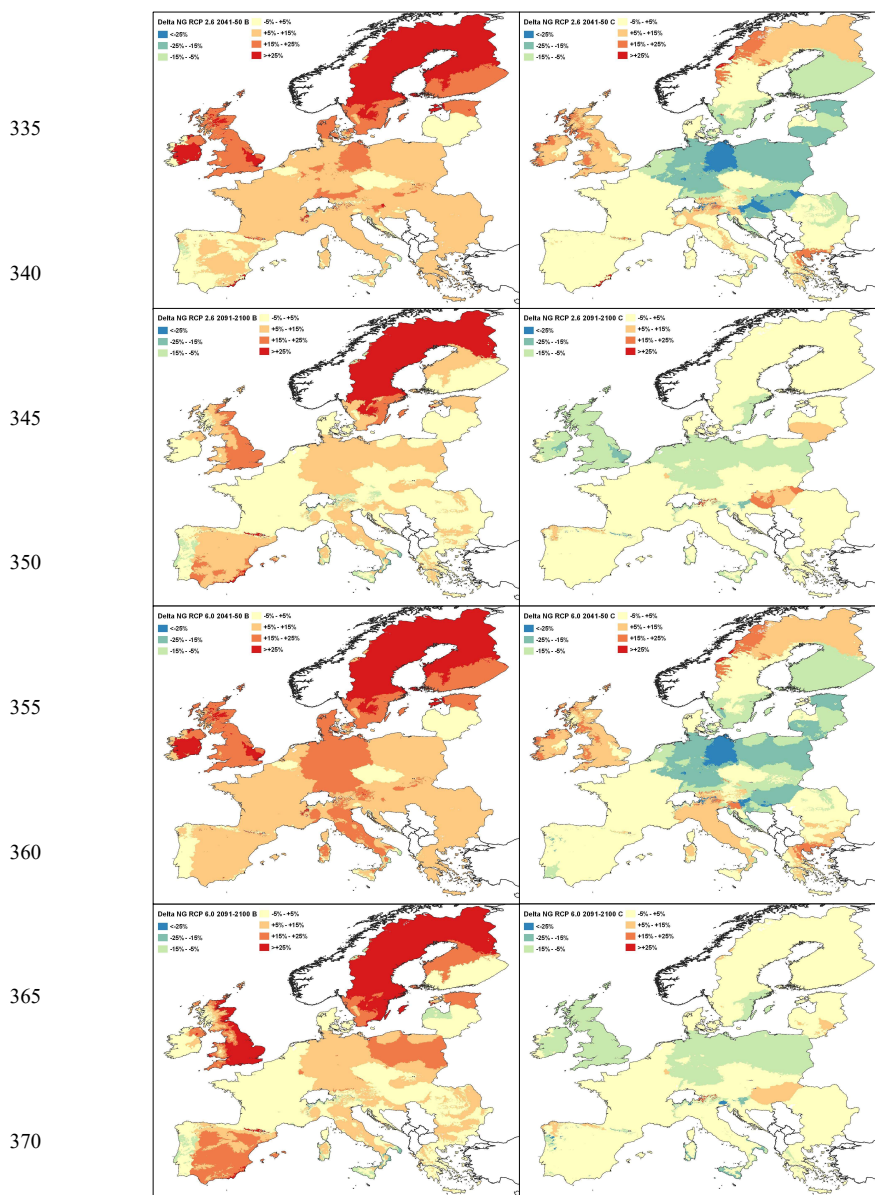 Delta NG RCP 2.6 2041-50 B
<-25%
-25% - -15%
-15% - -5%
-5% - +5%
+5% - +15%
+15% - +25%
>+25%
Delta NG RCP 2.6 2041-50 C
<-25%
-25% - -15%
-15% - -5%
-5% - +5%
+5% - +15%
+15% - +25%
>+25%
335
340
Delta NG RCP 2.6 2091-2100 B
<-25%
-25% - -15%
-15% - -5%
-5% - +5%
+5% - +15%
+15% - +25%
>+25%
Delta NG RCP 2.6 2091-2100 C
<-25%
-25% - -15%
-15% - -5%
-5% - +5%
+5% - +15%
+15% - +25%
>+25%
345
350
Delta NG RCP 6.0 2041-50 B
<-25%
-25% - -15%
-15% - -5%
-5% - +5%
+5% - +15%
+15% - +25%
>+25%
Delta NG RCP 6.0 2041-50 C
<-25%
-25% - -15%
-15% - -5%
-5% - +5%
+5% - +15%
+15% - +25%
>+25%
355
360
Delta NG RCP 6.0 2091-2100 B
<-25%
-25% - -15%
-15% - -5%
-5% - +5%
+5% - +15%
+15% - +25%
>+25%
Delta NG RCP 6.0 2091-2100 C
<-25%
-25% - -15%
-15% - -5%
-5% - +5%
+5% - +15%
+15% - +25%
>+25%
365
370